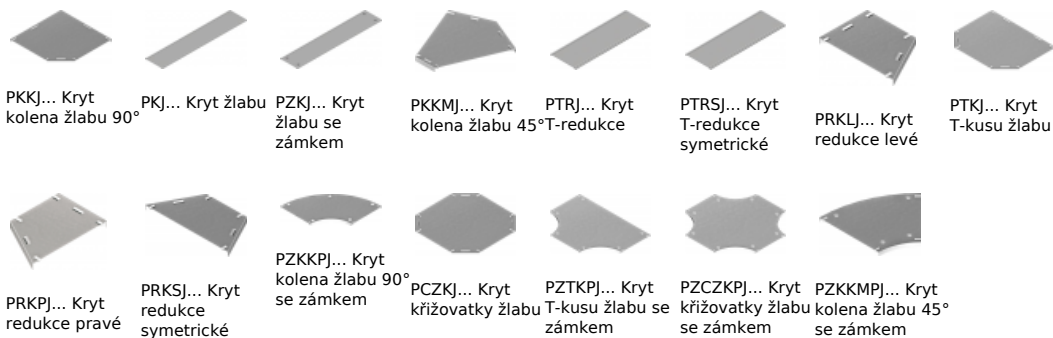 PKKJ... Kryt
kolena žlabu 90°
PKJ... Kryt žlabu
PZKJ... Kryt
žlabu se
zámkem
PKKMJ... Kryt
kolena žlabu 45°
PTRJ... Kryt
T-redukce
PTRSJ... Kryt
T-redukce
symetrické
PRKLJ... Kryt
redukce levé
PTKJ... Kryt
T-kusu žlabu
PRKPJ... Kryt
redukce pravé
PRKSJ... Kryt
redukce
symetrické
PZKKPJ... Kryt
kolena žlabu 90°
se zámkem
PCZKJ... Kryt
křižovatky žlabu
PZTKPJ... Kryt
T-kusu žlabu se
zámkem
PZCZKPJ... Kryt
křižovatky žlabu
se zámkem
PZKKMPJ... Kryt
kolena žlabu 45°
se zámkem